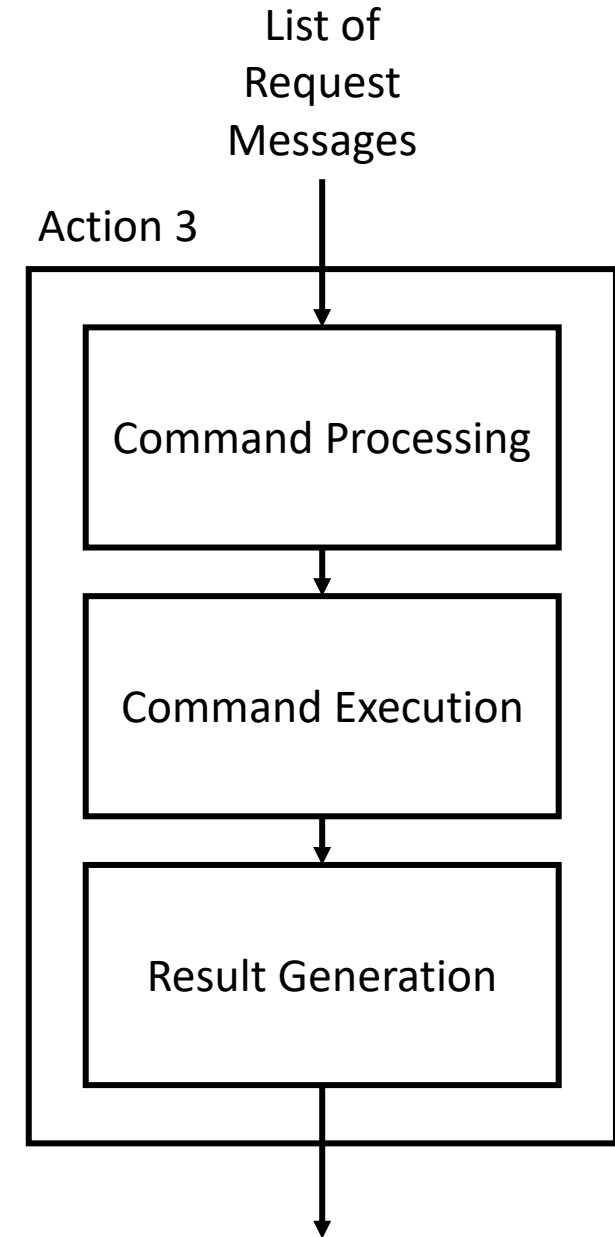 List of
Request
Messages
Action 3
Command Processing
Command Execution
Result Generation